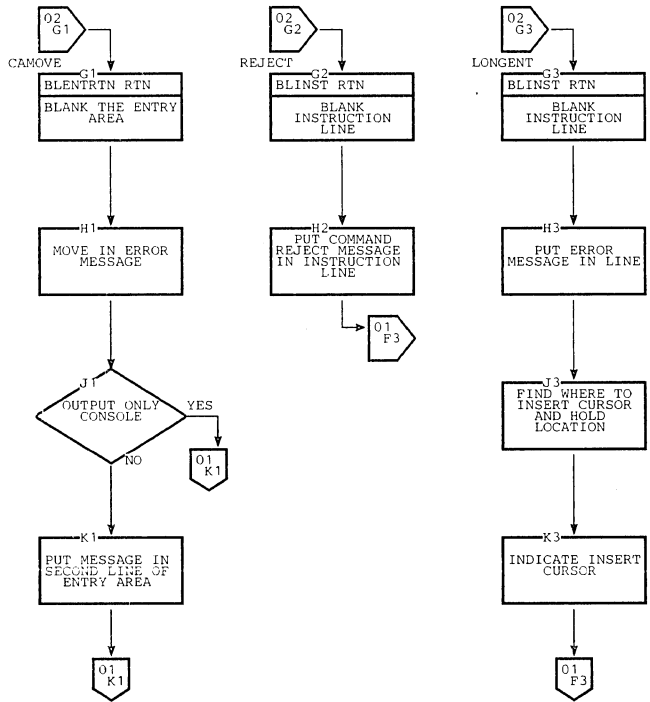 02
G1
CAMOVE
G1
BLENTRTN RTN
BLANK THE ENTRY
AREA
H1
MOVE IN ERROR
MESSAGE
J1
OUTPUT ONLY
CONSOLE
YES
01
K1
NO
K1
PUT MESSAGE IN
SECOND LINE OF
ENTRY AREA
01
K1
02
G2
REJECT
G2
BLINST RTN
BLANK
INSTRUCTION
LINE
H2
PUT COMMAND
REJECT MESSAGE
IN INSTRUCTION
LINE
01
F3
02
G3
LONGENT
G3
BLINST RTN
BLANK
INSTRUCTION
LINE
H3
PUT ERROR
MESSAGE IN LINE
J3
FIND WHERE TO
INSERT CURSOR
AND HOLD
LOCATION
K3
INDICATE INSERT
CURSOR
01
F3